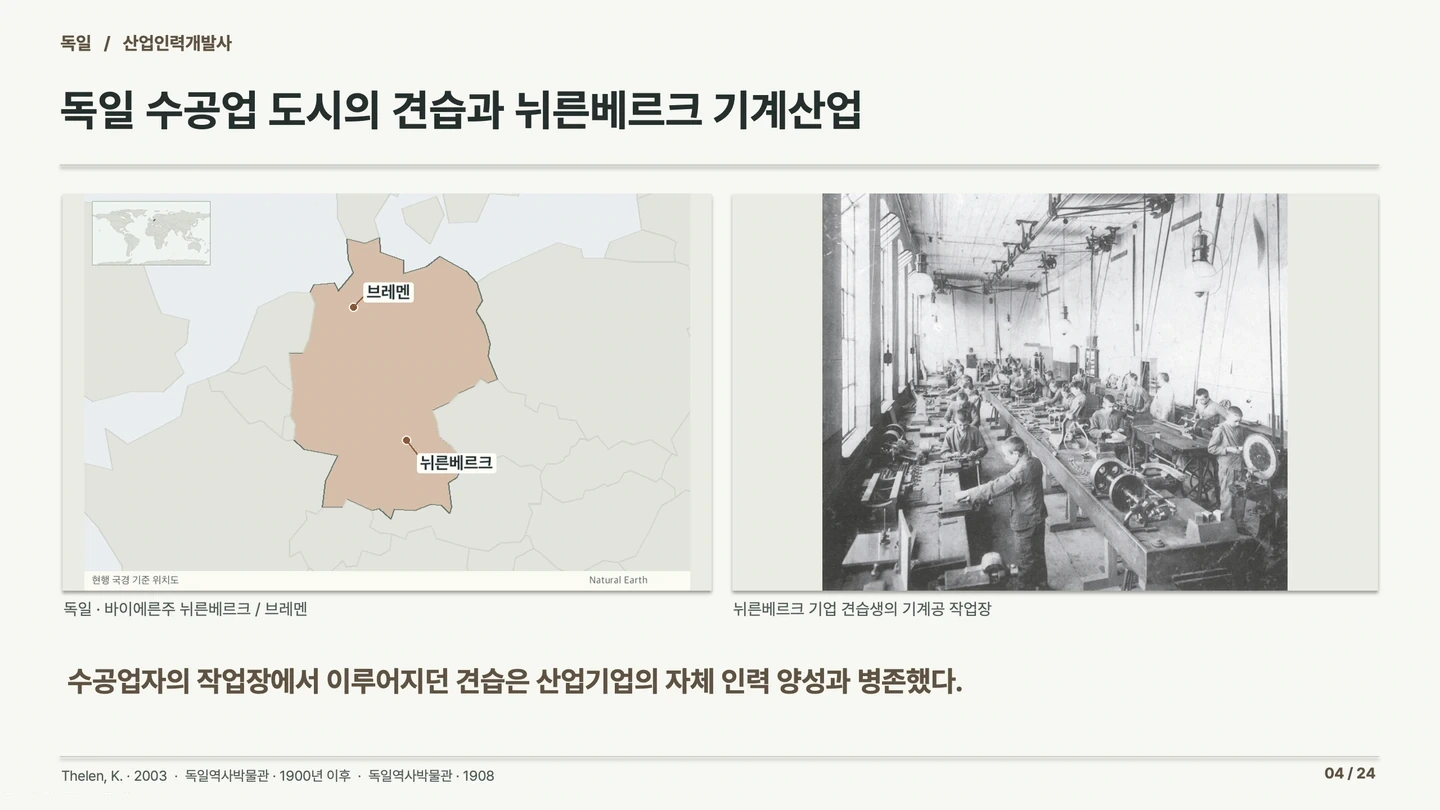 독일 / 산업인력개발사
독일 수공업 도시의 견습과 뉘른베르크 기계산업
브레멘
뉘른베르크
현행 국경 기준 위치도
Natural Earth
독일 · 바이에른주 뉘른베르크 / 브레멘
뉘른베르크 기업 견습생의 기계공 작업장
수공업자의 작업장에서 이루어지던 견습은 산업기업의 자체 인력 양성과 병존했다.
Thelen, K. · 2003 · 독일역사박물관 · 1900년 이후 · 독일역사박물관 · 1908
04 / 24